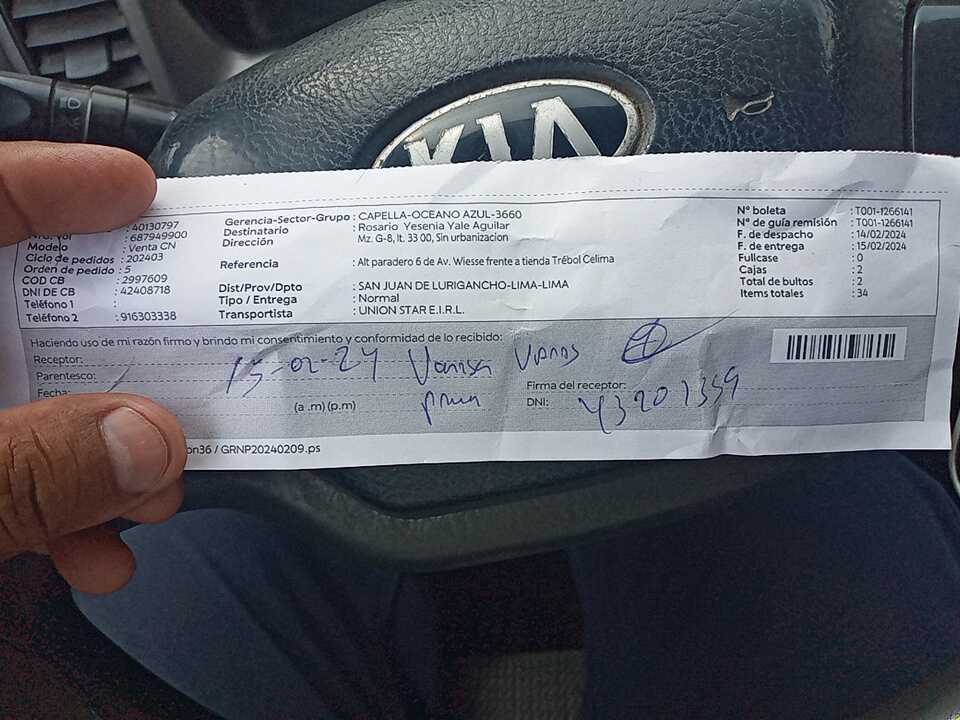 KIA
: 40130797
: 687949900
Modelo : Venta CN
Ciclo de pedidos : 202403
Orden de pedido : 5
COD CB : 2997609
DNI DE CB : 42408718
Teléfono 1 :
Teléfono 2 : 916303338
Gerencia-Sector-Grupo : CAPELLA-OCEANO AZUL-3660
Destinatario : Rosario Yesenia Yale Aguilar
Dirección Mz. G-8, lt. 33 00, Sin urbanizacion
Referencia : Alt paradero 6 de Av. Wiesse frente a tienda Trébol Celima
Dist/Prov/Dpto : SAN JUAN DE LURIGANCHO-LIMA-LIMA
Tipo / Entrega : Normal
Transportista : UNION STAR E.I.R.L.
N° boleta : T001-1266141
N° de guía remisión : T001-1266141
F. de despacho : 14/02/2024
F. de entrega : 15/02/2024
Fullcase : 0
Cajas : 2
Total de bultos : 2
Items totales : 34
Haciendo uso de mi razón firmo y brindo mi consentimiento y conformidad de lo recibido:
Receptor:
Parentesco:
15-02-24
Fecha:
(a .m) (p.m)
Firma del receptor:
DNI:
on36 / GRNP20240209.ps